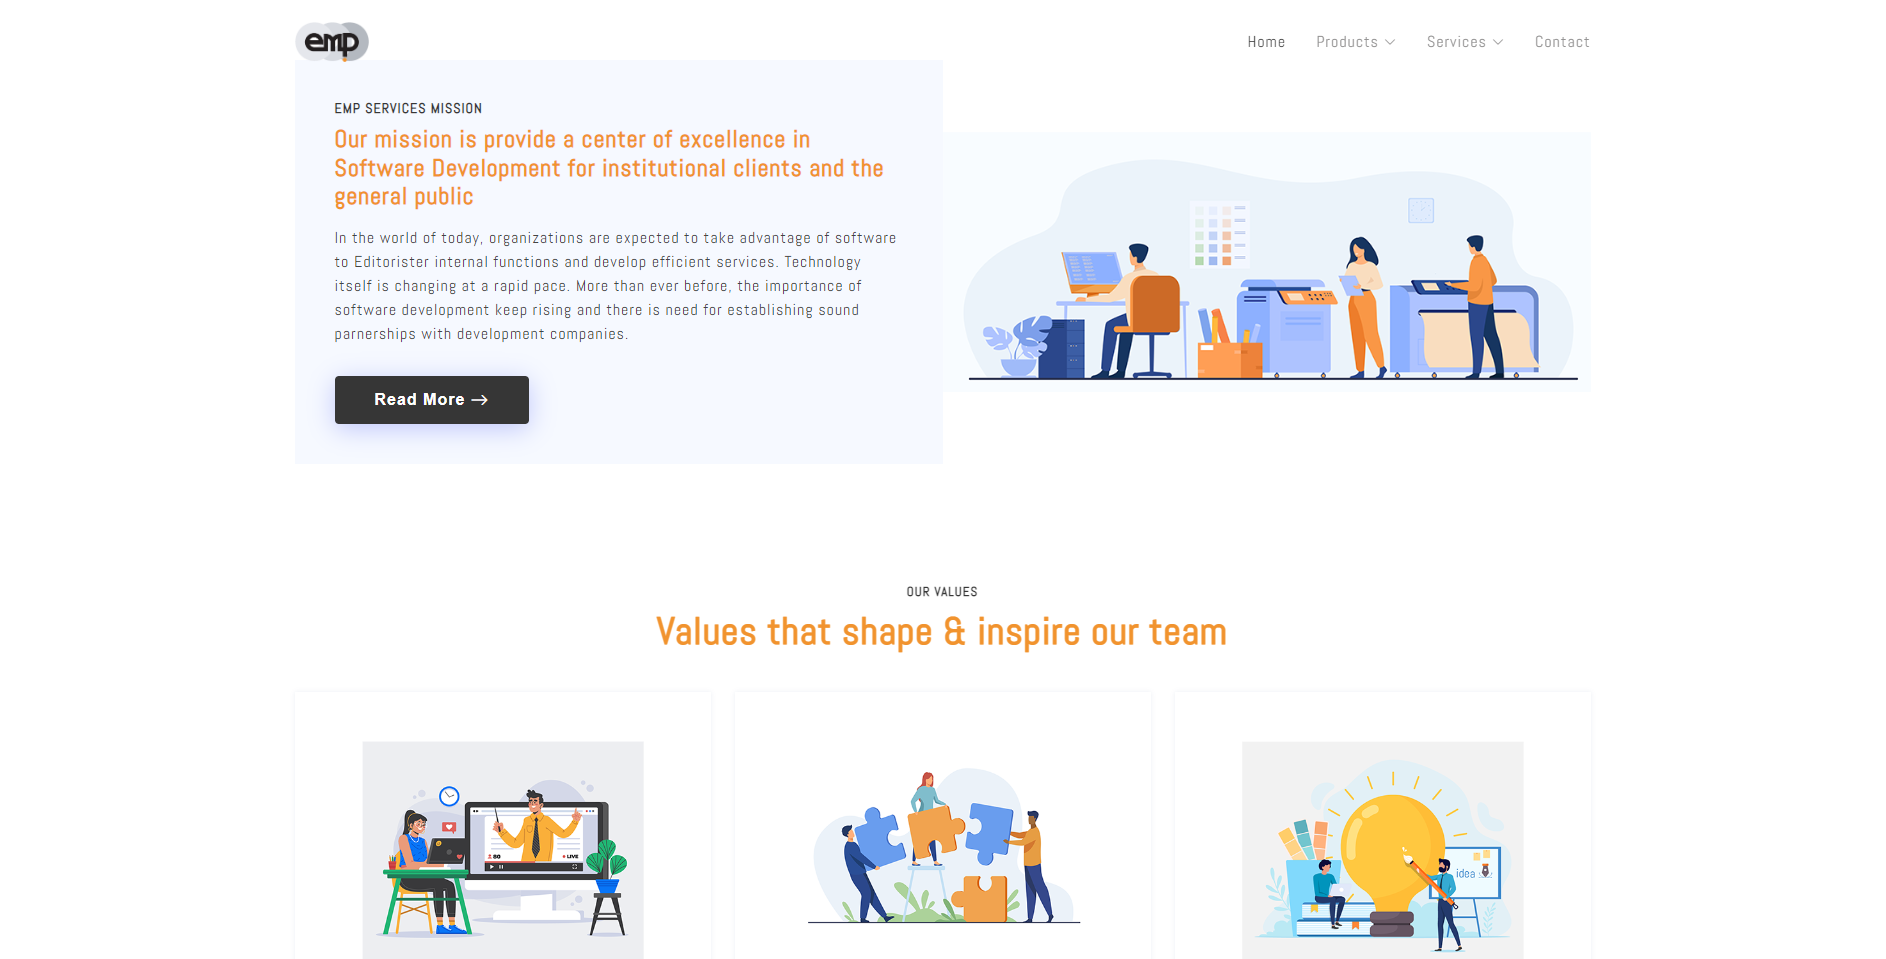 emp
Home Products Services Contact
EMP SERVICES MISSION
Our mission is provide a center of excellence in
Software Development for institutional clients and the
general public
In the world of today, organizations are expected to take advantage of software
to Editorister internal functions and develop efficient services. Technology
itself is changing at a rapid pace. More than ever before, the importance of
software development keep rising and there is need for establishing sound
parnerships with development companies.
Read More →
OUR VALUES
Values that shape & inspire our team
80
LIVE
idea